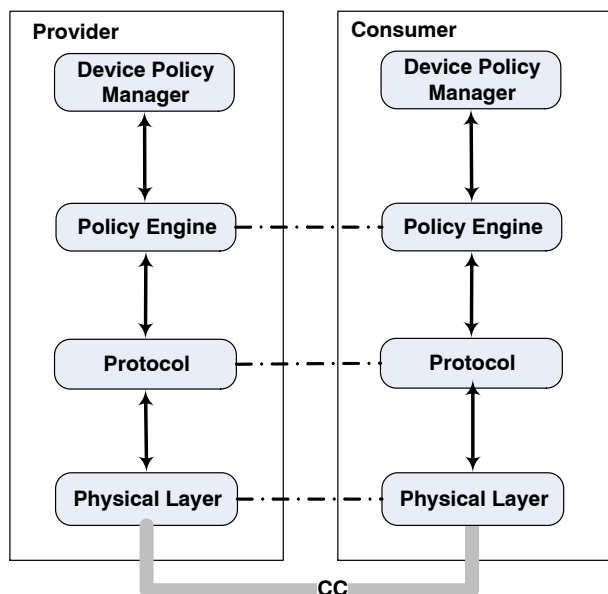 Provider
Device Policy
Manager
Policy Engine
Protocol
Physical Layer
Consumer
Device Policy
Manager
Policy Engine
Protocol
Physical Layer
CC